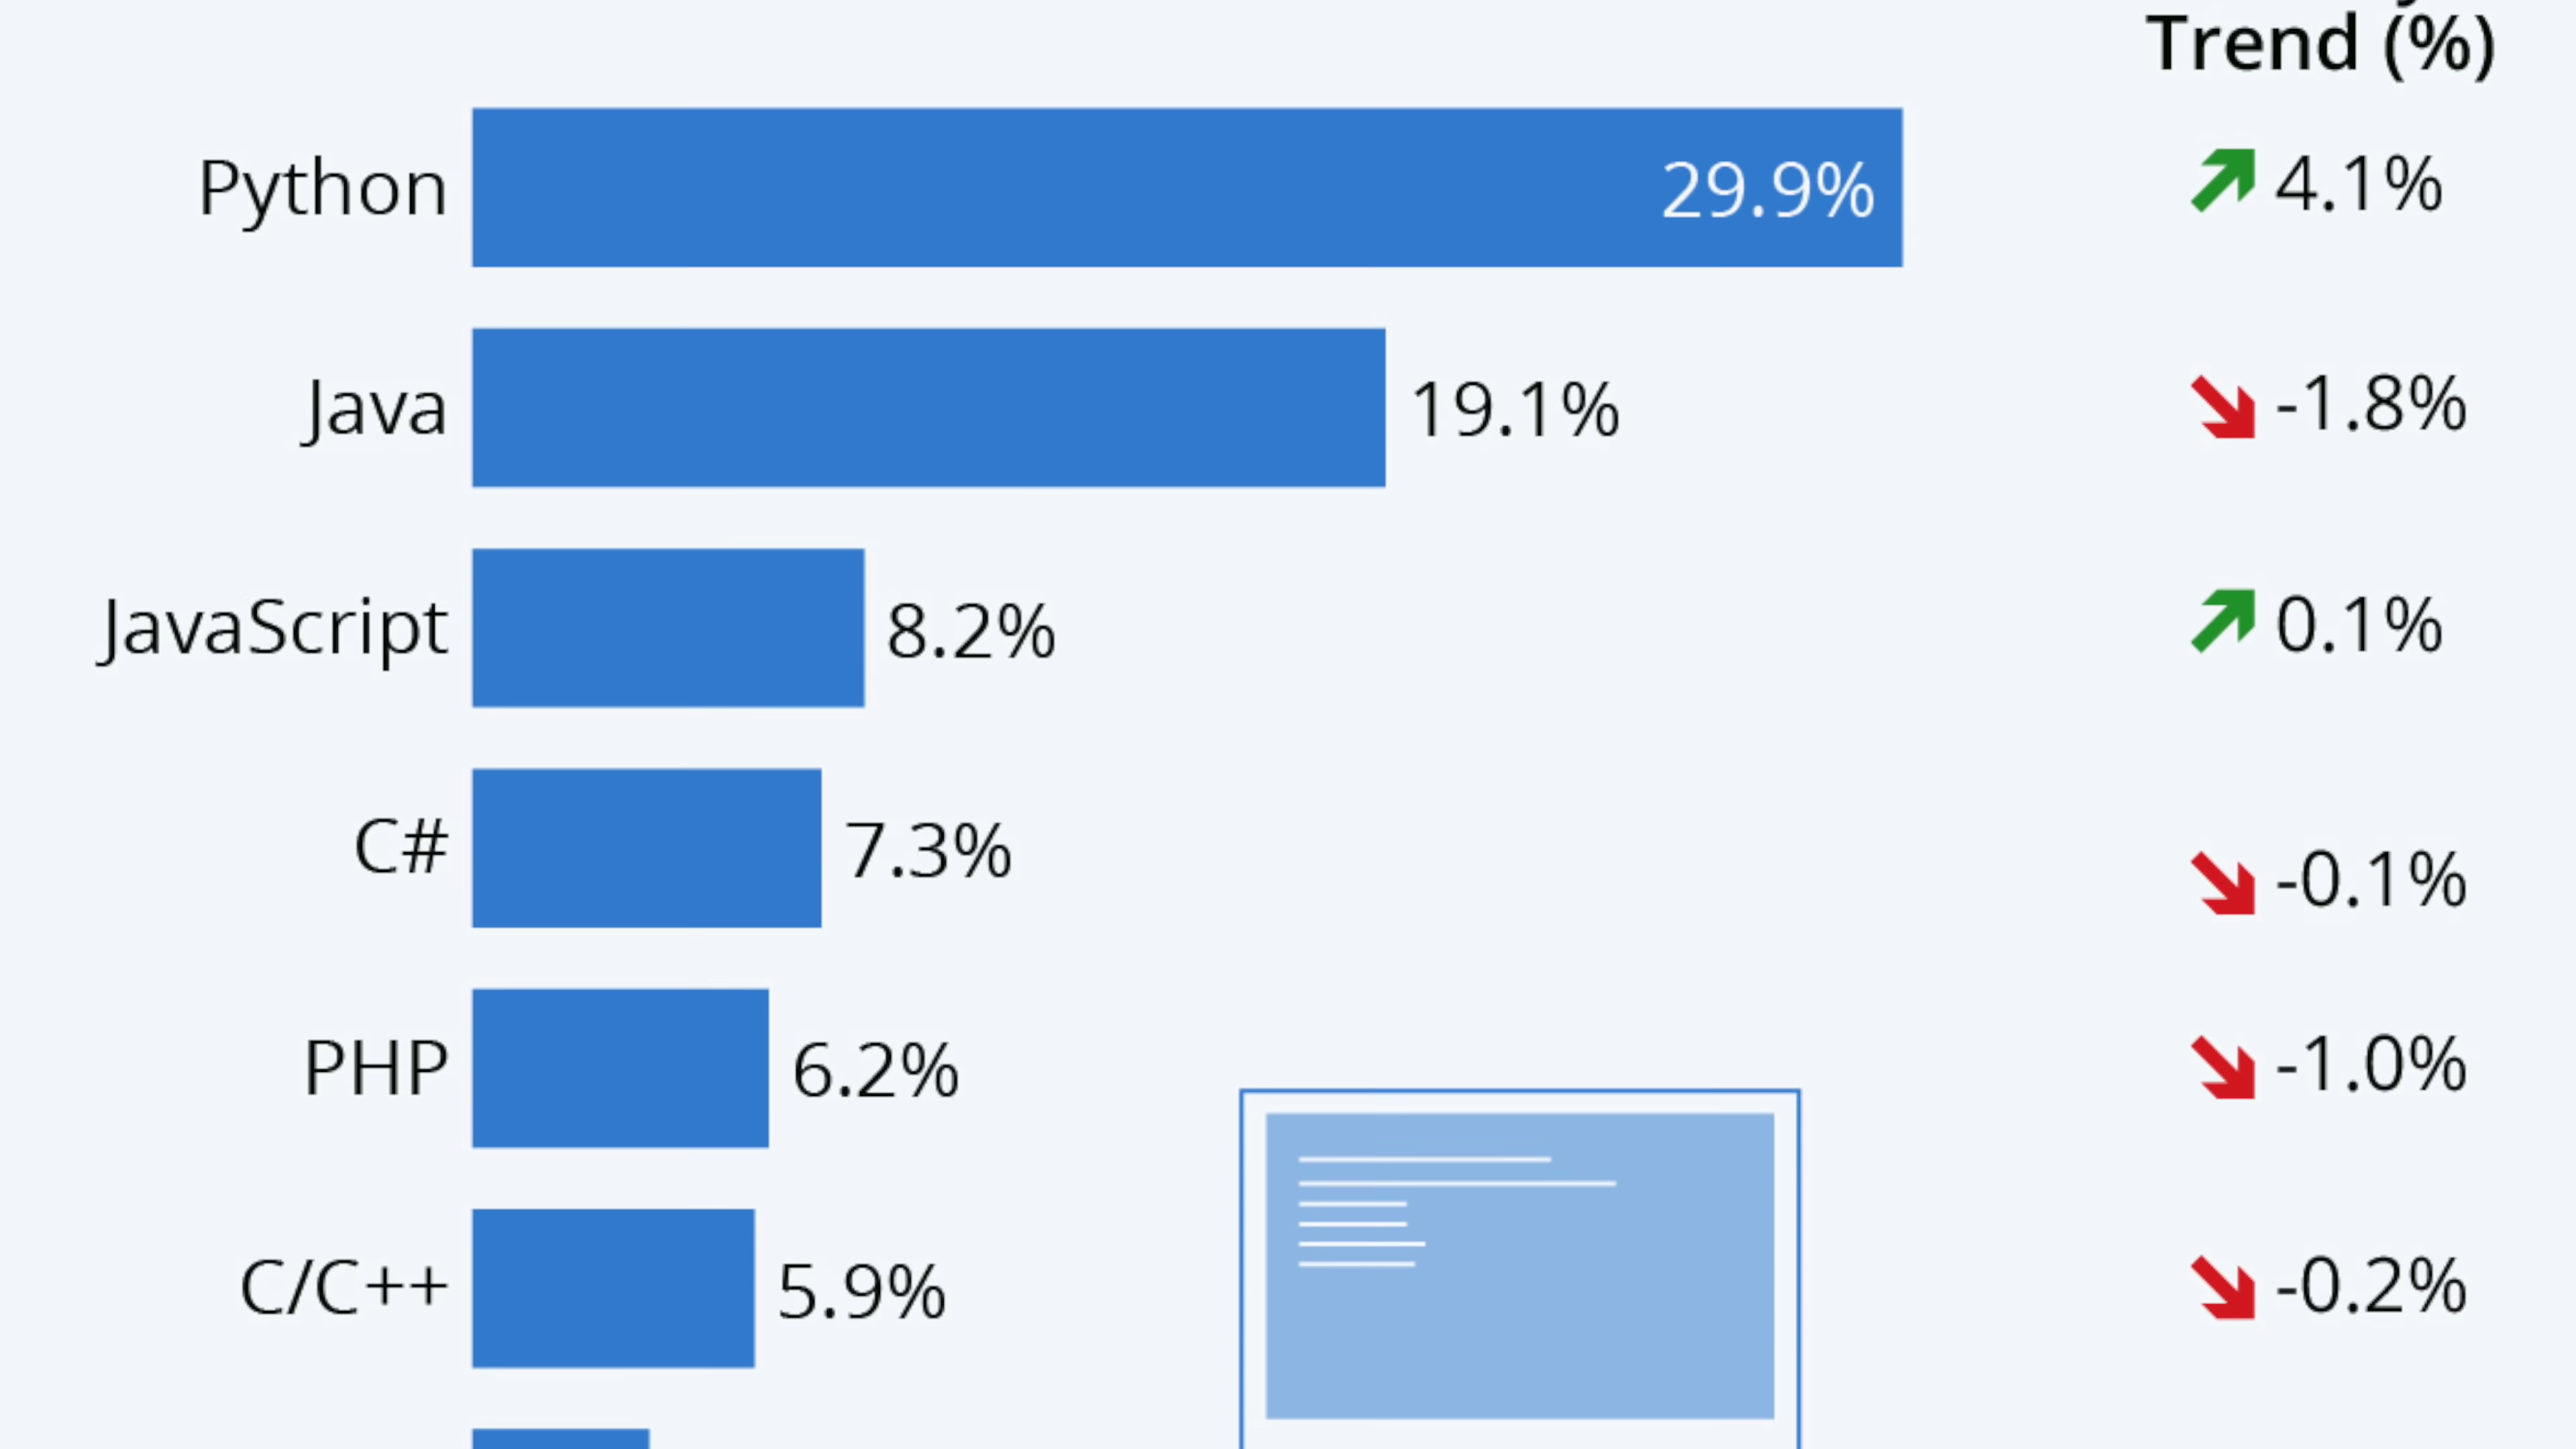 Trend (%)
Python 29.9% 4.1%
Java 19.1% -1.8%
JavaScript 8.2% 0.1%
C# 7.3% -0.1%
PHP 6.2% -1.0%
C/C++ 5.9% -0.2%